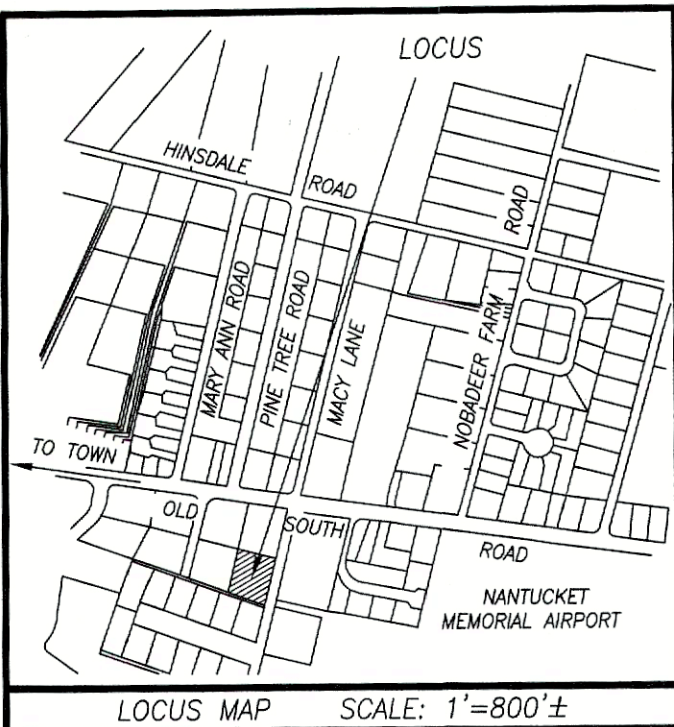 LOCUS
HINSDALE
ROAD
ROAD
MARY ANN ROAD
PINE TREE ROAD
MACY LANE
NOBADEER FARM
TO TOWN
OLD
SOUTH
ROAD
NANTUCKET
MEMORIAL AIRPORT
LOCUS MAP SCALE: 1'=800'±